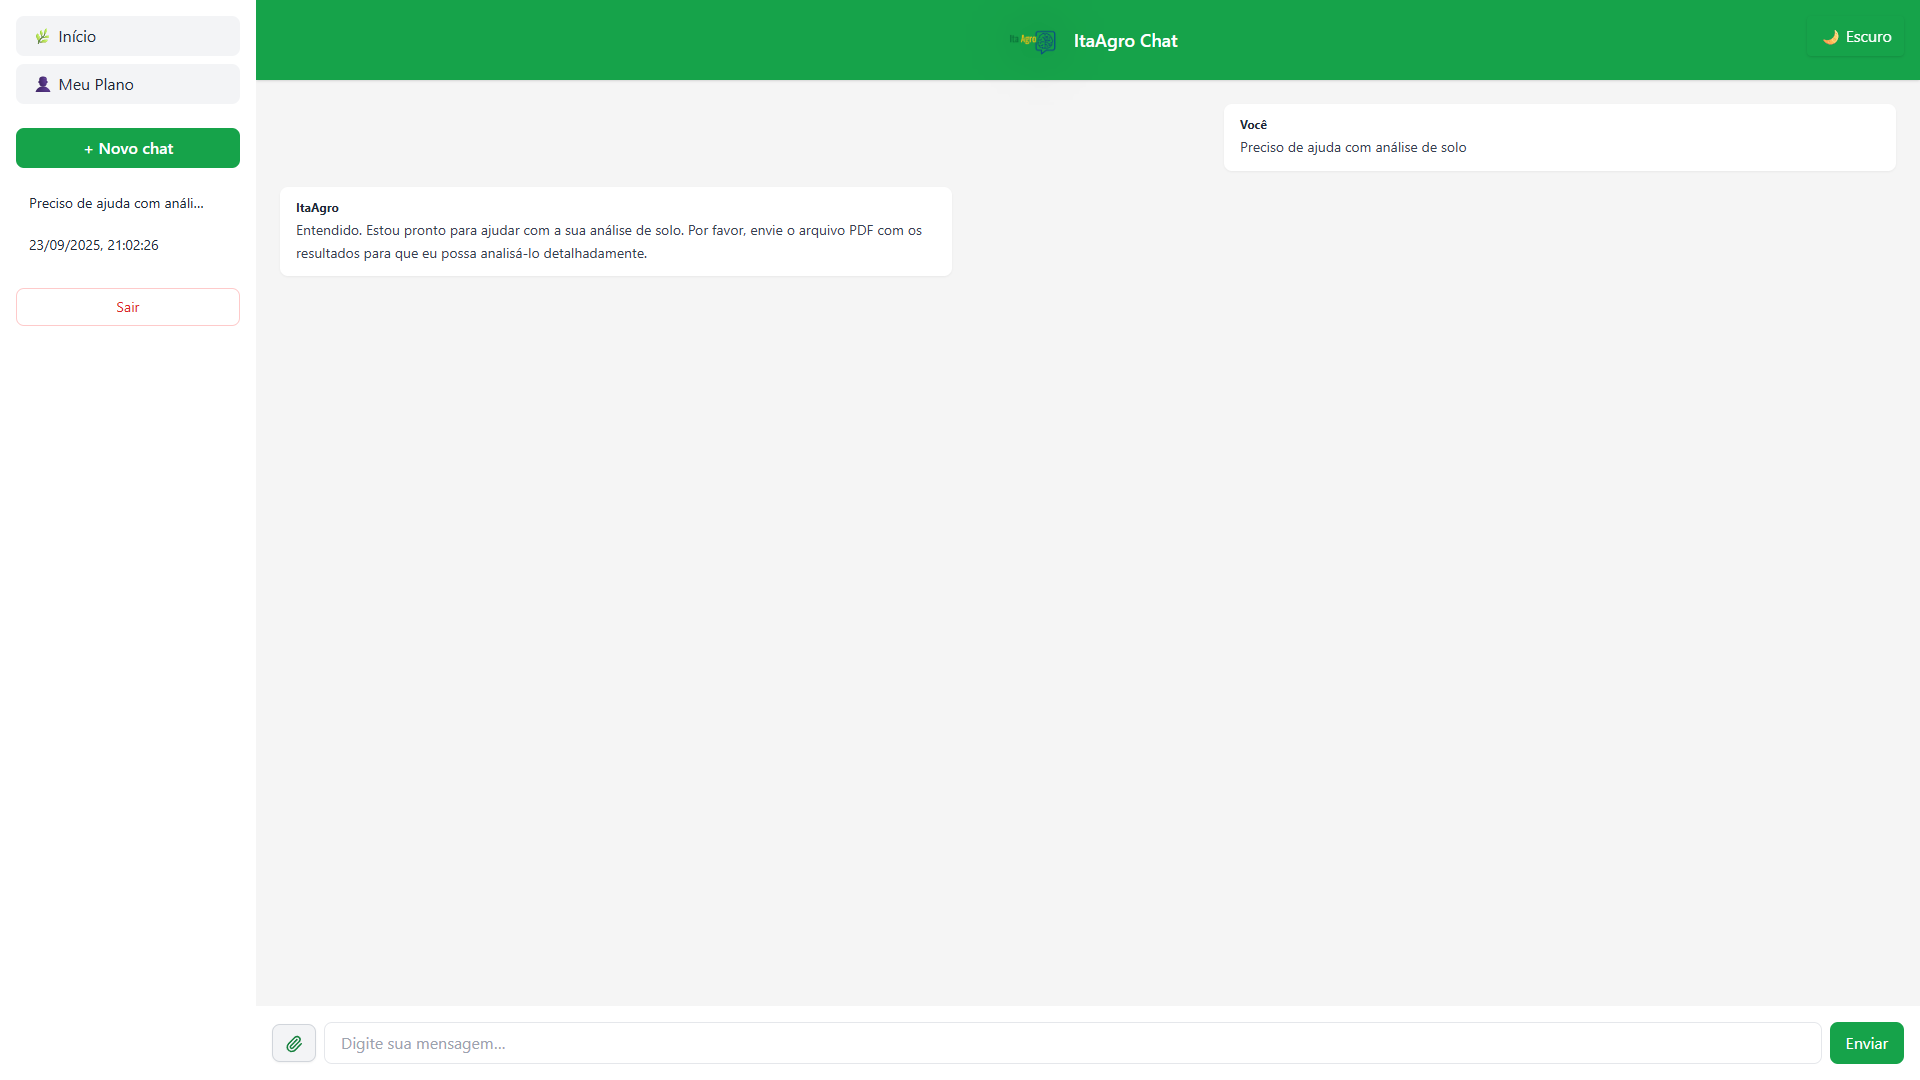 Início
Meu Plano
+ Novo chat
Preciso de ajuda com análi...
23/09/2025, 21:02:26
Sair
ItaAgro
ItaAgro Chat
Escuro
Você
Preciso de ajuda com análise de solo
ItaAgro
Entendido. Estou pronto para ajudar com a sua análise de solo. Por favor, envie o arquivo PDF com os
resultados para que eu possa analisá-lo detalhadamente.
Digite sua mensagem...
Enviar